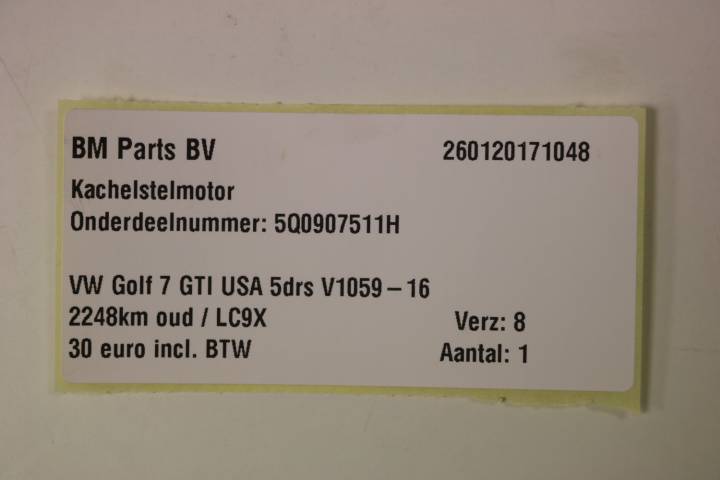 BM Parts BV 260120171048
Kachelstelmotor
Onderdeelnummer: 5Q0907511H
VW Golf 7 GTI USA 5drs V1059-16
2248km oud / LC9X Verz: 8
30 euro incl. BTW Aantal: 1